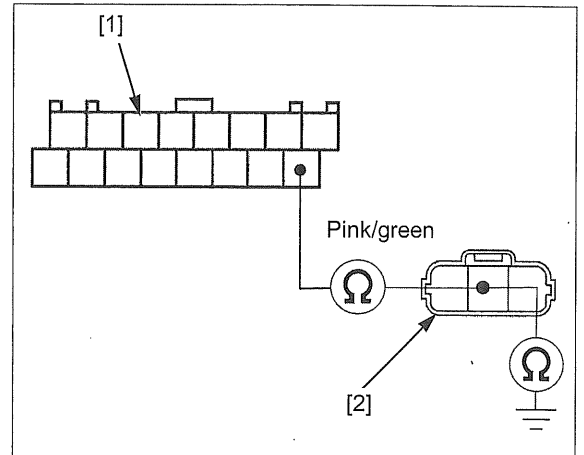 [1]
Pink/green
Ω
Ω
[2]